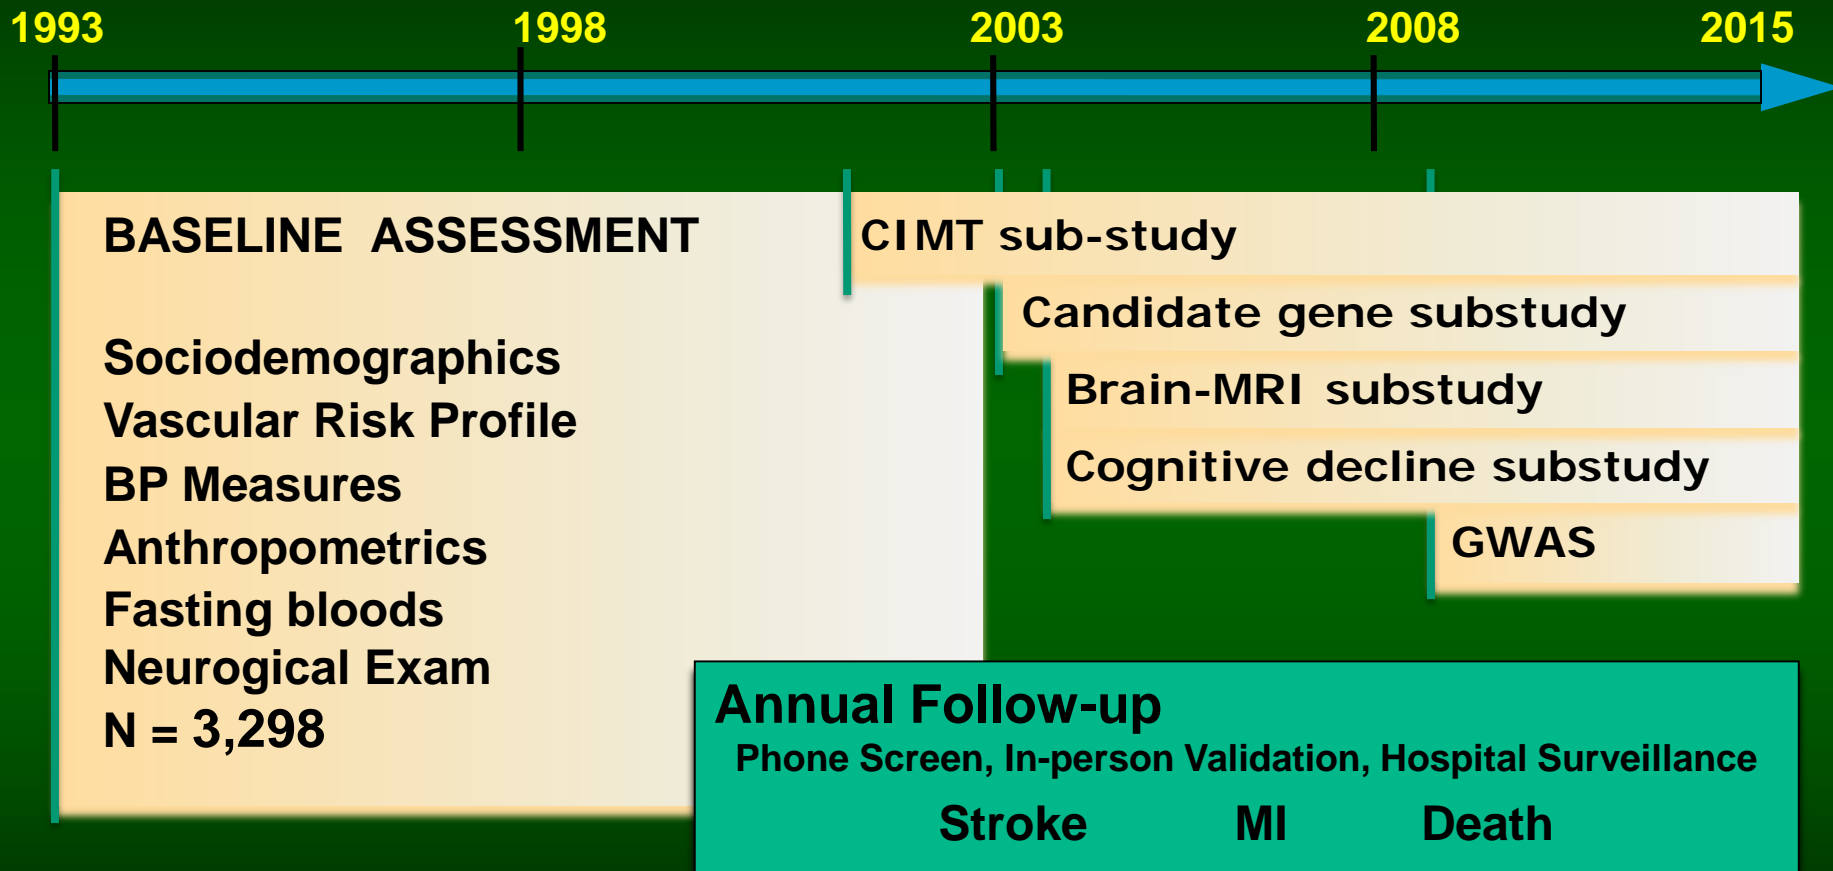 1993 1998 2003 2008 2015
BASELINE ASSESSMENT
Sociodemographics
Vascular Risk Profile
BP Measures
Anthropometrics
Fasting bloods
Neurogical Exam
N = 3,298
CIMT sub-study
Candidate gene substudy
Brain-MRI substudy
Cognitive decline substudy
GWAS
Annual Follow-up
Phone Screen, In-person Validation, Hospital Surveillance
Stroke MI Death